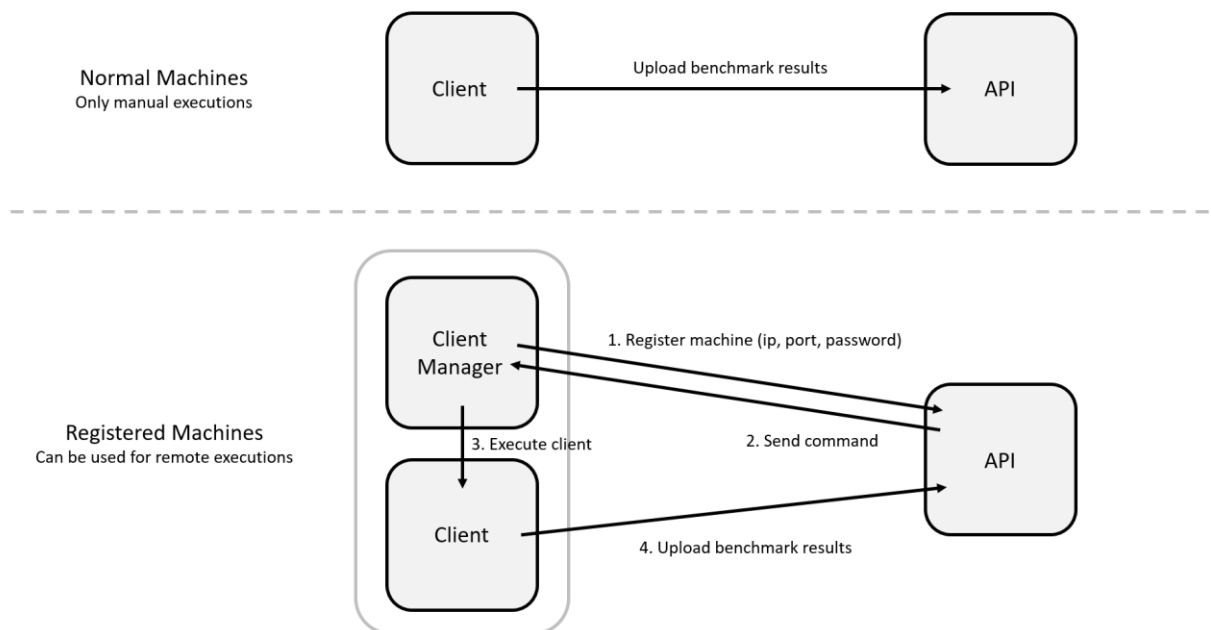 Normal Machines
Only manual executions
Client
Upload benchmark results
API
Registered Machines
Can be used for remote executions
Client
Manager
1. Register machine (ip, port, password)
2. Send command
3. Execute client
API
Client
4. Upload benchmark results